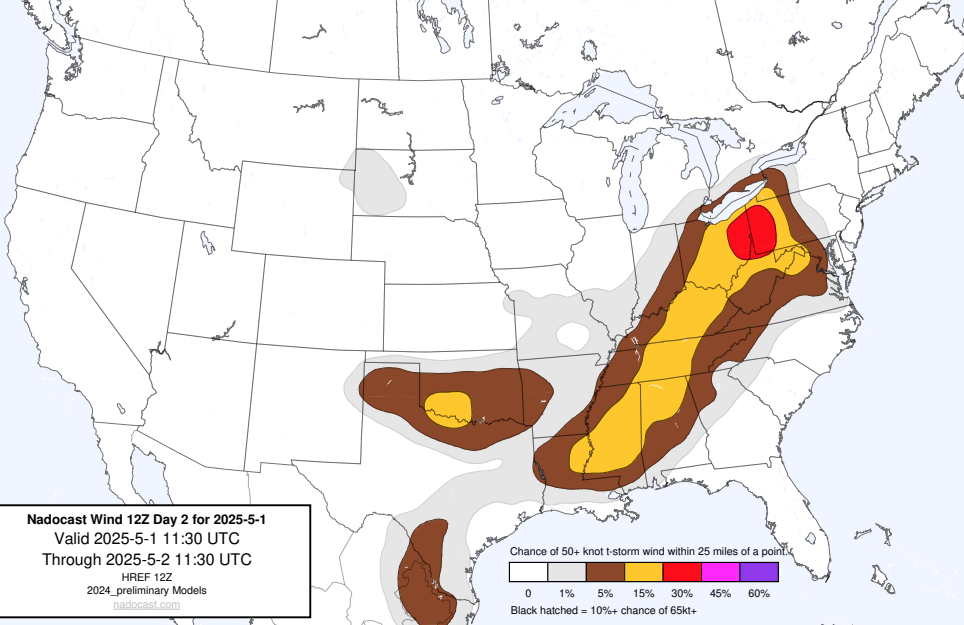 Nadocast Wind 12Z Day 2 for 2025-5-1
Valid 2025-5-1 11:30 UTC
Through 2025-5-2 11:30 UTC
HREF 12Z
2024_preliminary Models
nadocast.com
Chance of 50+ knot t-storm wind within 25 miles of a point.
0 1% 5% 15% 30% 45% 60%
Black hatched = 10%+ chance of 65kt+